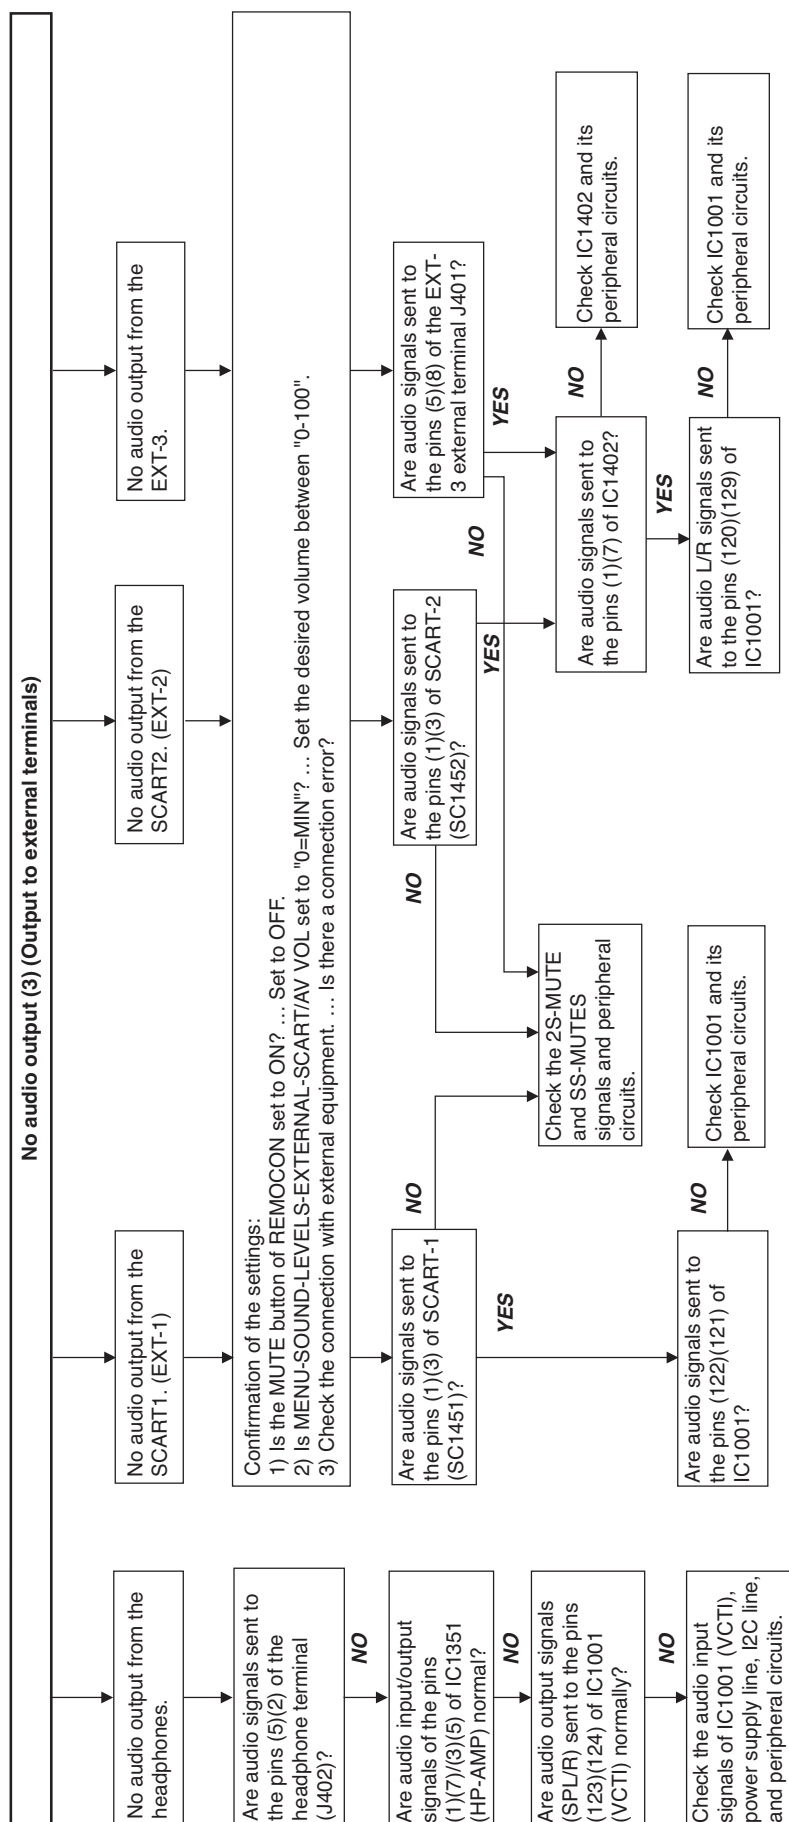 No audio output (3) (Output to external terminals)
No audio output from the
headphones.
Are audio signals sent to
the pins (5)(2) of the
headphone terminal
(J402)?
NO
Are audio input/output
signals of the pins
(1)(7)/(3)(5) of IC1351
(HP-AMP) normal?
NO
Are audio output signals
(SPL/R) sent to the pins
(123)(124) of IC1001
(VCTI) normally?
NO
Check the audio input
signals of IC1001 (VCTI),
power supply line, I2C line,
and peripheral circuits.
No audio output from the
SCART1. (EXT-1)
No audio output from the
SCART2. (EXT-2)
No audio output from the
EXT-3.
Confirmation of the settings:
1) Is the MUTE button of REMOCON set to ON? ... Set to OFF.
2) Is MENU-SOUND-LEVELS-EXTERNAL-SCART/AV VOL set to "0=MIN"? ... Set the desired volume between "0-100".
3) Check the connection with external equipment. ... Is there a connection error?
Are audio signals sent to
the pins (1)(3) of SCART-1
(SC1451)?
NO
YES
Are audio signals sent to
the pins (122)(121) of
IC1001?
NO
Check IC1001 and its
peripheral circuits.
Check the 2S-MUTE
and SS-MUTES
signals and peripheral
circuits.
Are audio signals sent to
the pins (1)(3) of SCART-2
(SC1452)?
NO
YES
Are audio signals sent to
the pins (5)(8) of the EXT-
3 external terminal J401?
NO
YES
Are audio signals sent to
the pins (1)(7) of IC1402?
NO
Check IC1402 and its
peripheral circuits.
YES
Are audio L/R signals sent
to the pins (120)(129) of
IC1001?
NO
Check IC1001 and its
peripheral circuits.